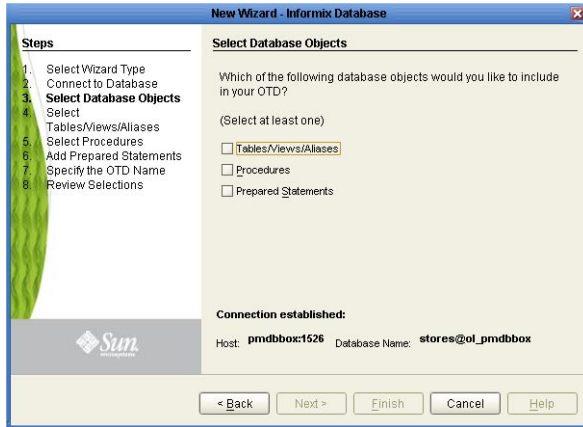 New Wizard - Informix Database
Steps
1. Select Wizard Type
2. Connect to Database
3. Select Database Objects
4. Select
Tables/Views/Aliases
5. Select Procedures
6. Add Prepared Statements
7. Specify the OTD Name
8. Review Selections
Sun
microsystems
Select Database Objects
Which of the following database objects would you like to include
in your OTD?
(Select at least one)
Tables/Views/Aliases
Procedures
Prepared Statements
Connection established:
Host: pmdbbox:1526 Database Name: stores@ol_pmdbbox
< Back Next > Finish Cancel Help